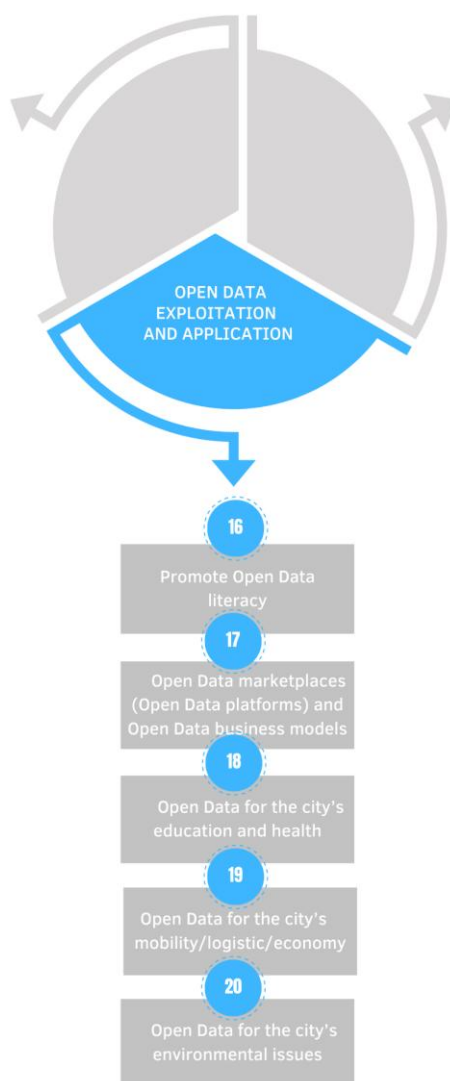 OPEN DATA
EXPLOITATION
AND APPLICATION
16
Promote Open Data
literacy
17
Open Data marketplaces
(Open Data platforms) and
Open Data business models
18
Open Data for the city's
education and health
19
Open Data for the city's
mobility/logistic/economy
20
Open Data for the city's
environmental issues